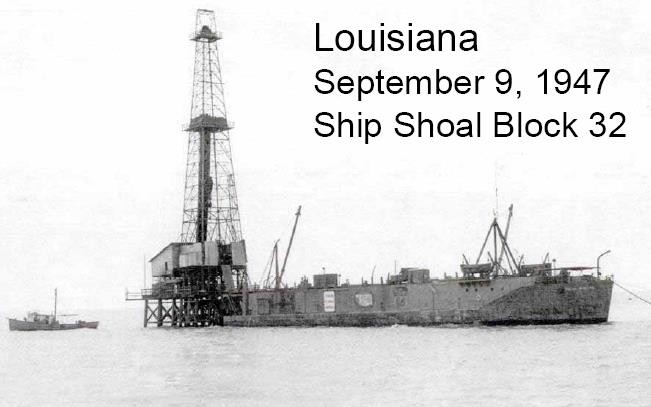 Louisiana
September 9, 1947
Ship Shoal Block 32